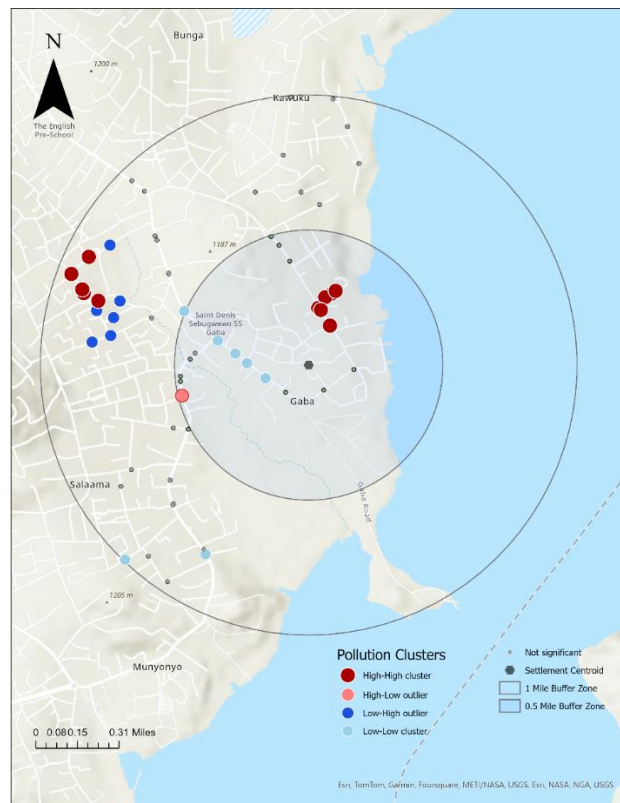 Bunga
N
1200 m
Kawuku
The English
Pre-School
1187 m
Saint Denis
Sebugwawo SS
Gaba
Gaba
Salaama
Gaba Road
1205 m
Munyonyo
Pollution Clusters
High-High cluster
High-Low outlier
Low-High outlier
Low-Low cluster
Not significant
Settlement Centroid
1 Mile Buffer Zone
0.5 Mile Buffer Zone
0 0.08 0.15 0.31 Miles
Esri, TomTom, Garmin, Foursquare, METI/NASA, USGS, Esri, NASA, NGA, USGS